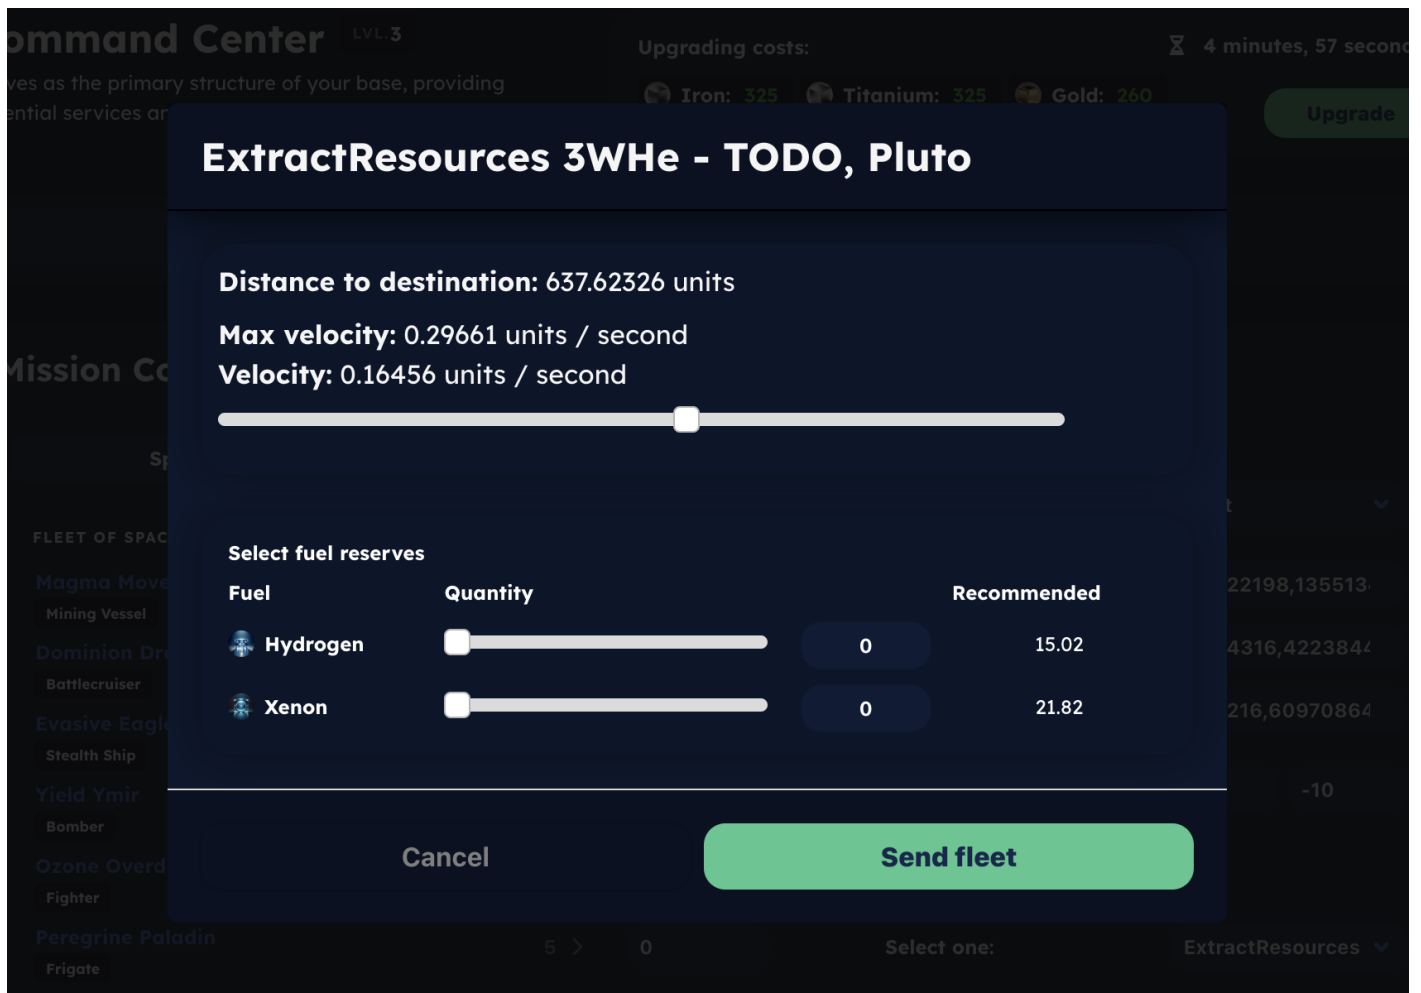 ommand Center LVL.3
ves as the primary structure of your base, providing
ential services ar
Upgrading costs:
4 minutes, 57 second
Iron: 325 Titanium: 325 Gold: 260
Upgrade
ExtractResources 3WHe - TODO, Pluto
Distance to destination: 637.62326 units
Max velocity: 0.29661 units / second
Velocity: 0.16456 units / second
Select fuel reserves
Fuel Quantity Recommended
Hydrogen 0 15.02
Xenon 0 21.82
Cancel Send fleet
Mission Co
Sp
FLEET OF SPAC
Magma Move
Mining Vessel
Dominion Dre
Battlecruiser
Evasive Eagle
Stealth Ship
Yield Ymir
Bomber
Ozone Overd
Fighter
Peregrine Paladin 5 0
Frigate
t
22198,135513
4316,4223844
216,60970864
-10
Select one: ExtractResources